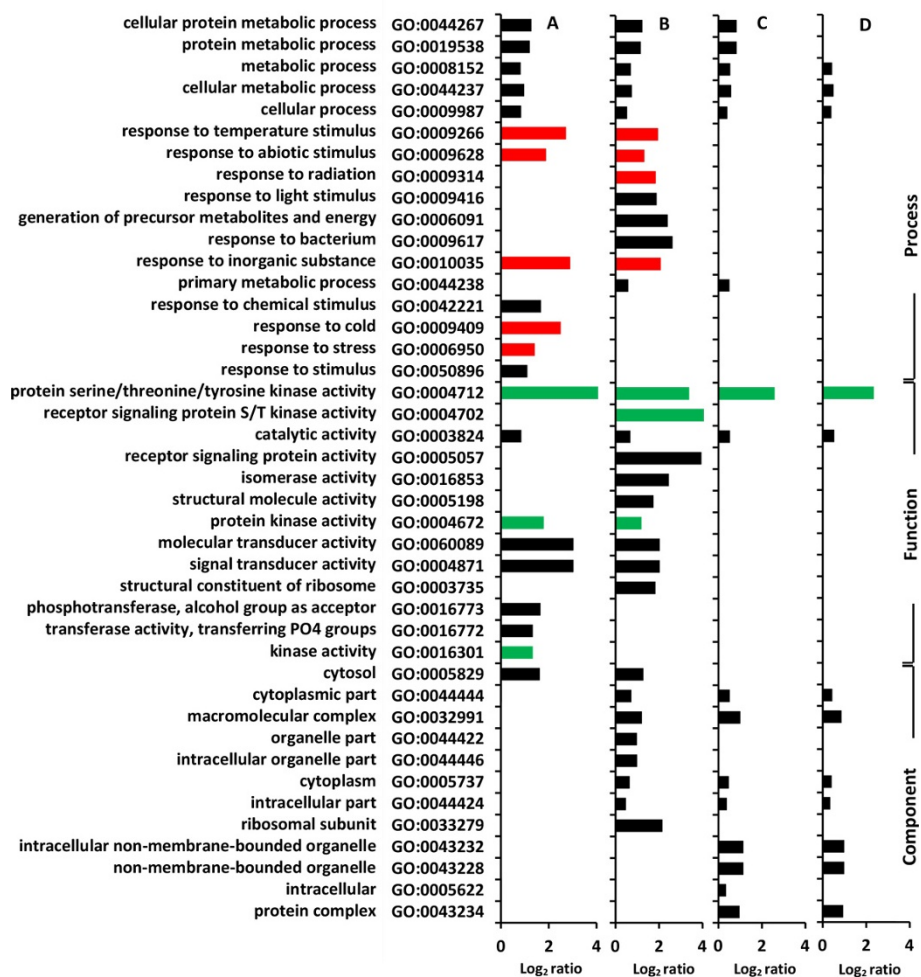 A B C D
cellular protein metabolic process GO:0044267
protein metabolic process GO:0019538
metabolic process GO:0008152
cellular metabolic process GO:0044237
cellular process GO:0009987
response to temperature stimulus GO:0009266
response to abiotic stimulus GO:0009628
response to radiation GO:0009314
response to light stimulus GO:0009416
generation of precursor metabolites and energy GO:0006091
response to bacterium GO:0009617
response to inorganic substance GO:0010035
primary metabolic process GO:0044238
response to chemical stimulus GO:0042221
response to cold GO:0009409
response to stress GO:0006950
response to stimulus GO:0050896
protein serine/threonine/tyrosine kinase activity GO:0004712
receptor signaling protein S/T kinase activity GO:0004702
catalytic activity GO:0003824
receptor signaling protein activity GO:0005057
isomerase activity GO:0016853
structural molecule activity GO:0005198
protein kinase activity GO:0004672
molecular transducer activity GO:0060089
signal transducer activity GO:0004871
structural constituent of ribosome GO:0003735
phosphotransferase, alcohol group as acceptor GO:0016773
transferase activity, transferring PO4 groups GO:0016772
kinase activity GO:0016301
cytosol GO:0005829
cytoplasmic part GO:0044444
macromolecular complex GO:0032991
organelle part GO:0044422
intracellular organelle part GO:0044446
cytoplasm GO:0005737
intracellular part GO:0044424
ribosomal subunit GO:0033279
intracellular non-membrane-bounded organelle GO:0043232
non-membrane-bounded organelle GO:0043228
intracellular GO:0005622
protein complex GO:0043234
Process
Function
Component
0 2 4 0 2 4 0 2 4 0 2 4
Log2 ratio Log2 ratio Log2 ratio Log2 ratio